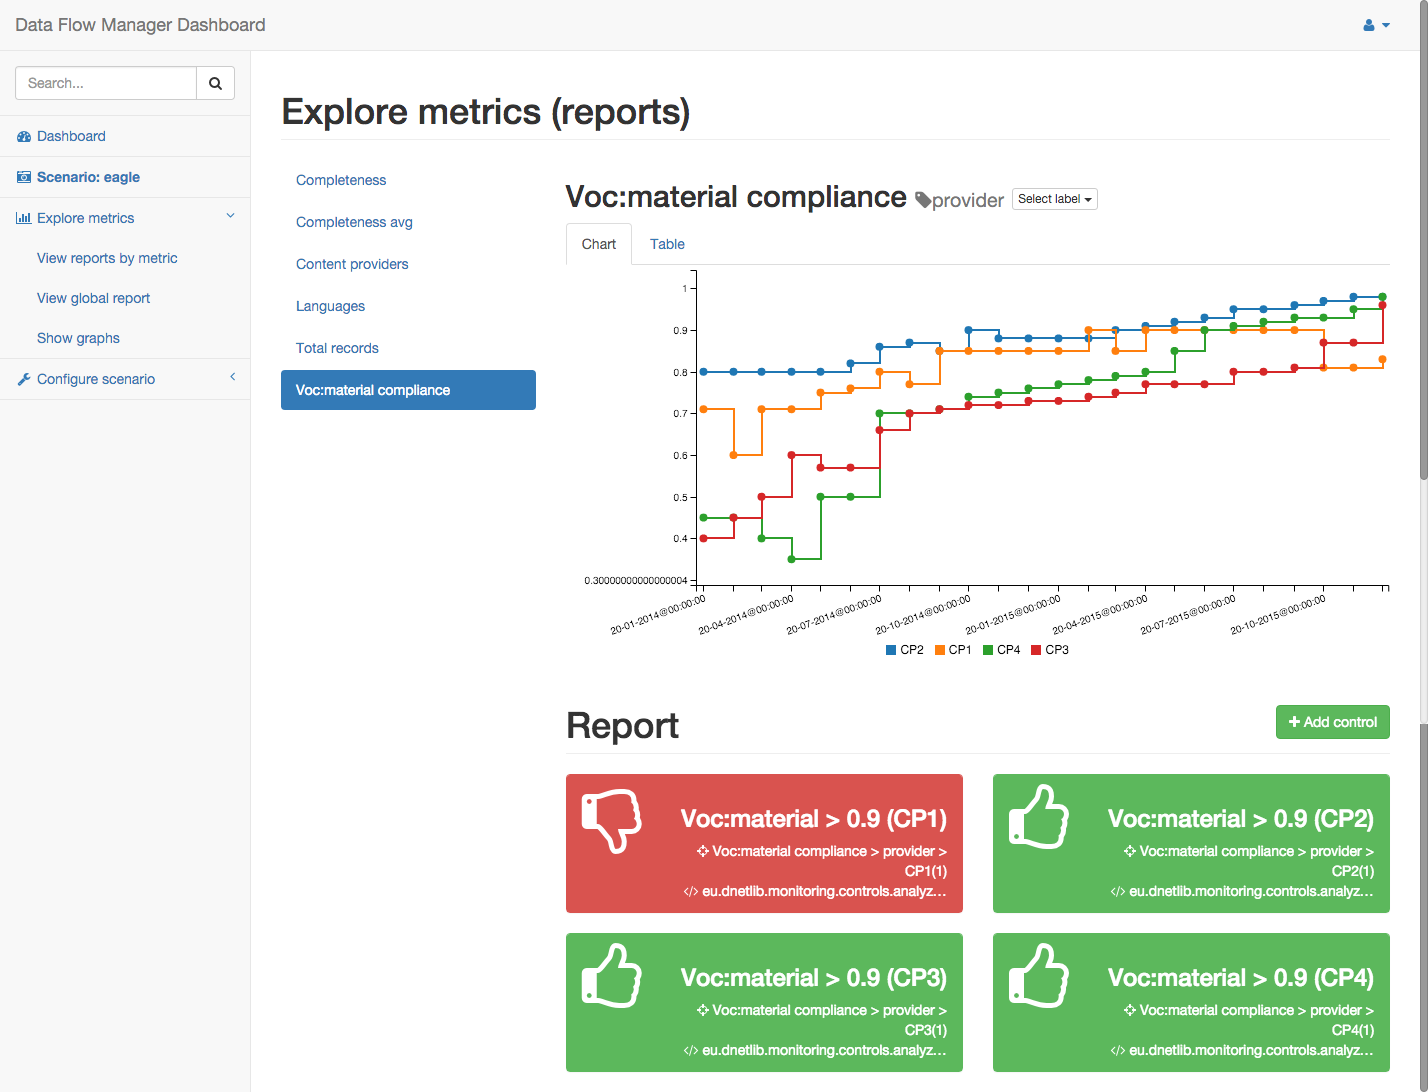 Data Flow Manager Dashboard
Search...
Dashboard
Scenario: eagle
Explore metrics
View reports by metric
View global report
Show graphs
Configure scenario
Explore metrics (reports)
Completeness
Completeness avg
Content providers
Languages
Total records
Voc:material compliance
Voc:material compliance provider Select label
Chart Table
1
0.9
0.8
0.7
0.6
0.5
0.4
0.30000000000000004
20-01-2014@00:00:00 20-04-2014@00:00:00 20-07-2014@00:00:00 20-10-2014@00:00:00 20-01-2015@00:00:00 20-04-2015@00:00:00 20-07-2015@00:00:00 20-10-2015@00:00:00
CP2 CP1 CP4 CP3
Report
Add control
Voc:material > 0.9 (CP1)
Voc:material compliance > provider >
CP1(1)
</> eu.dnetlib.monitoring.controls.analyz...
Voc:material > 0.9 (CP2)
Voc:material compliance > provider >
CP2(1)
</> eu.dnetlib.monitoring.controls.analyz...
Voc:material > 0.9 (CP3)
Voc:material compliance > provider >
CP3(1)
</> eu.dnetlib.monitoring.controls.analyz...
Voc:material > 0.9 (CP4)
Voc:material compliance > provider >
CP4(1)
</> eu.dnetlib.monitoring.controls.analyz...